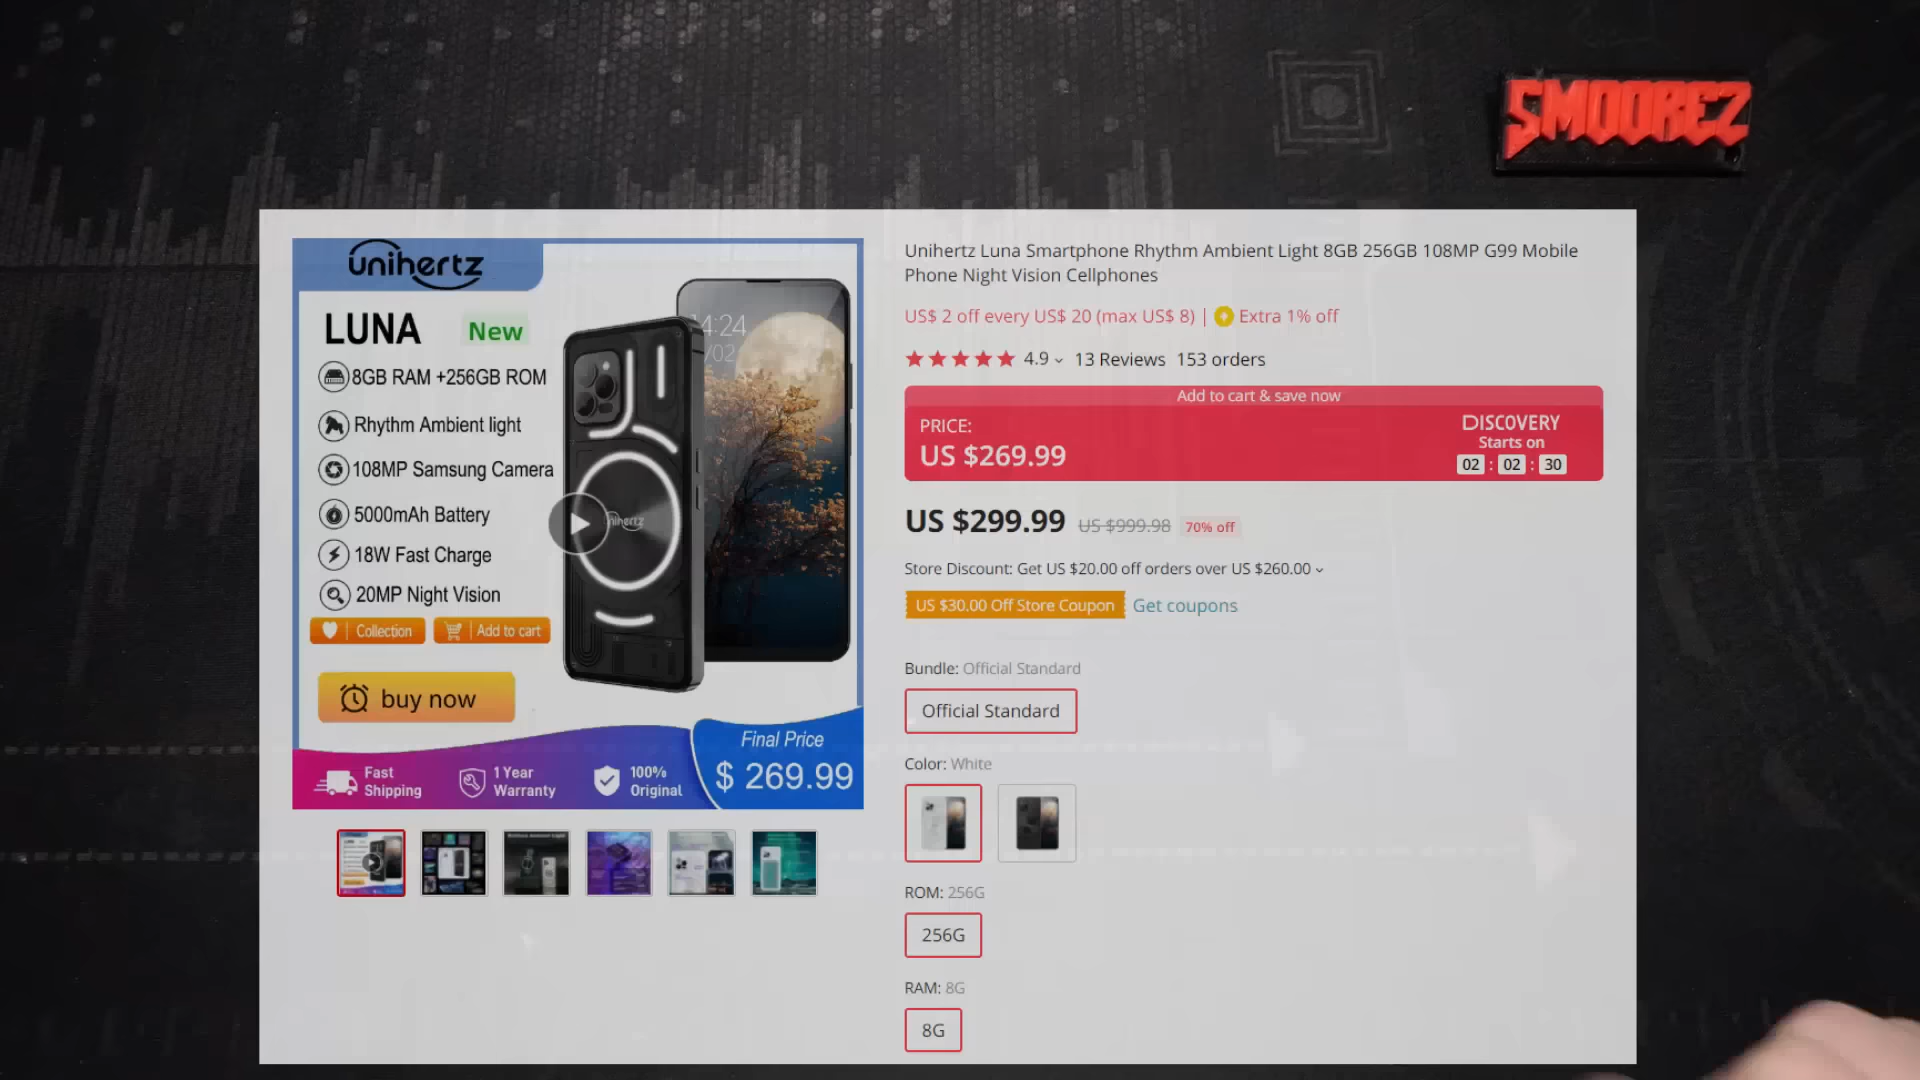 SMOOREZ
unihertz
LUNA New
8GB RAM +256GB ROM
Rhythm Ambient light
108MP Samsung Camera
5000mAh Battery
18W Fast Charge
20MP Night Vision
Collection
Add to cart
buy now
Fast
Shipping
1 Year
Warranty
100%
Original
Final Price
$ 269.99
14:24
/02
unihertz
Unihertz Luna Smartphone Rhythm Ambient Light 8GB 256GB 108MP G99 Mobile
Phone Night Vision Cellphones
US$ 2 off every US$ 20 (max US$ 8) | Extra 1% off
4.9 13 Reviews 153 orders
Add to cart & save now
PRICE:
US $269.99
DISCOVERY
Starts on
02 : 02 : 30
US $299.99 US $999.98 70% off
Store Discount: Get US $20.00 off orders over US $260.00
US $30.00 Off Store Coupon Get coupons
Bundle: Official Standard
Official Standard
Color: White
ROM: 256G
256G
RAM: 8G
8G